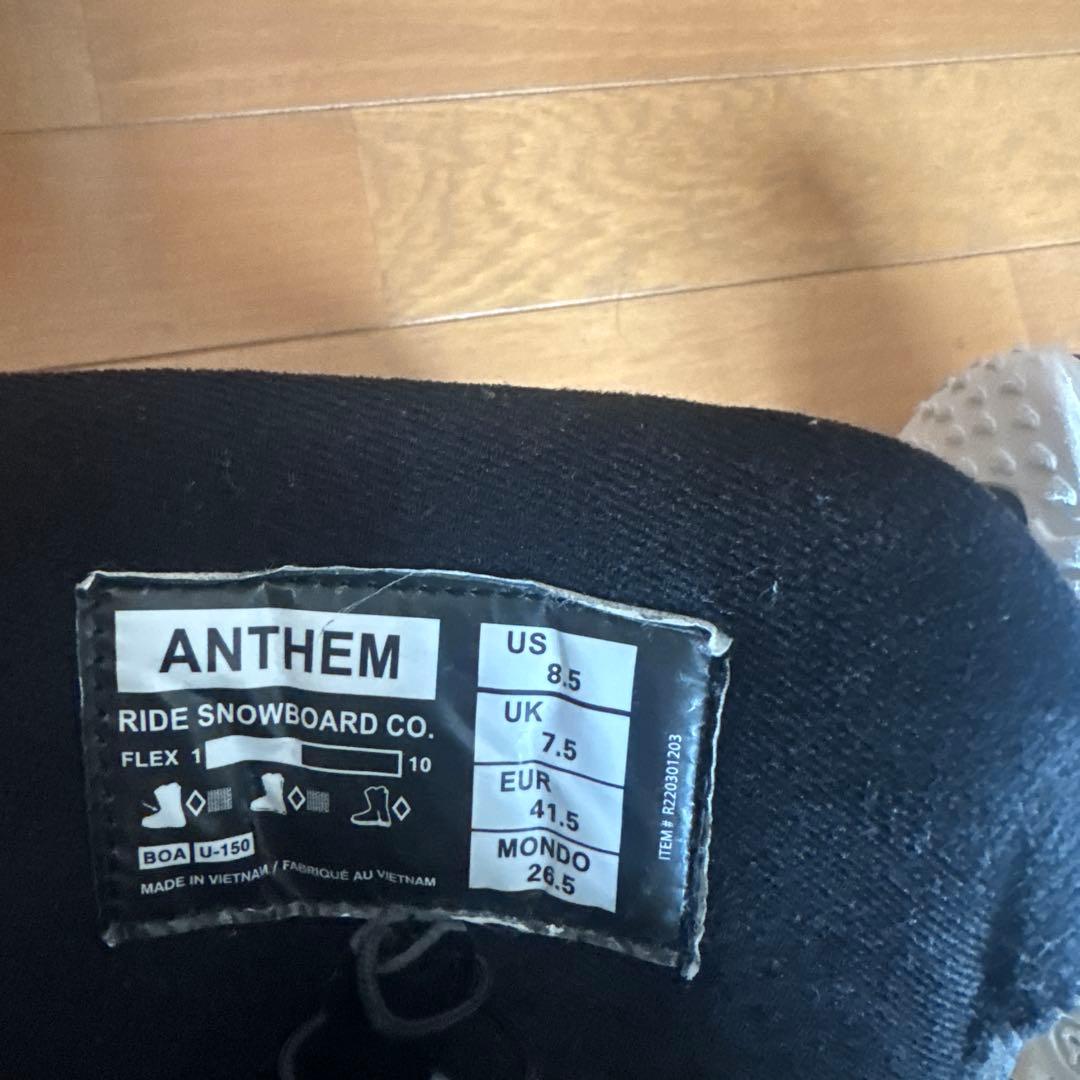 ANTHEM
RIDE SNOWBOARD CO.
FLEX 1 10
BOA U-150
MADE IN VIETNAM / FABRIQUÉ AU VIETNAM
US
8.5
UK
7.5
EUR
41.5
MONDO
26.5
ITEM# R220301203